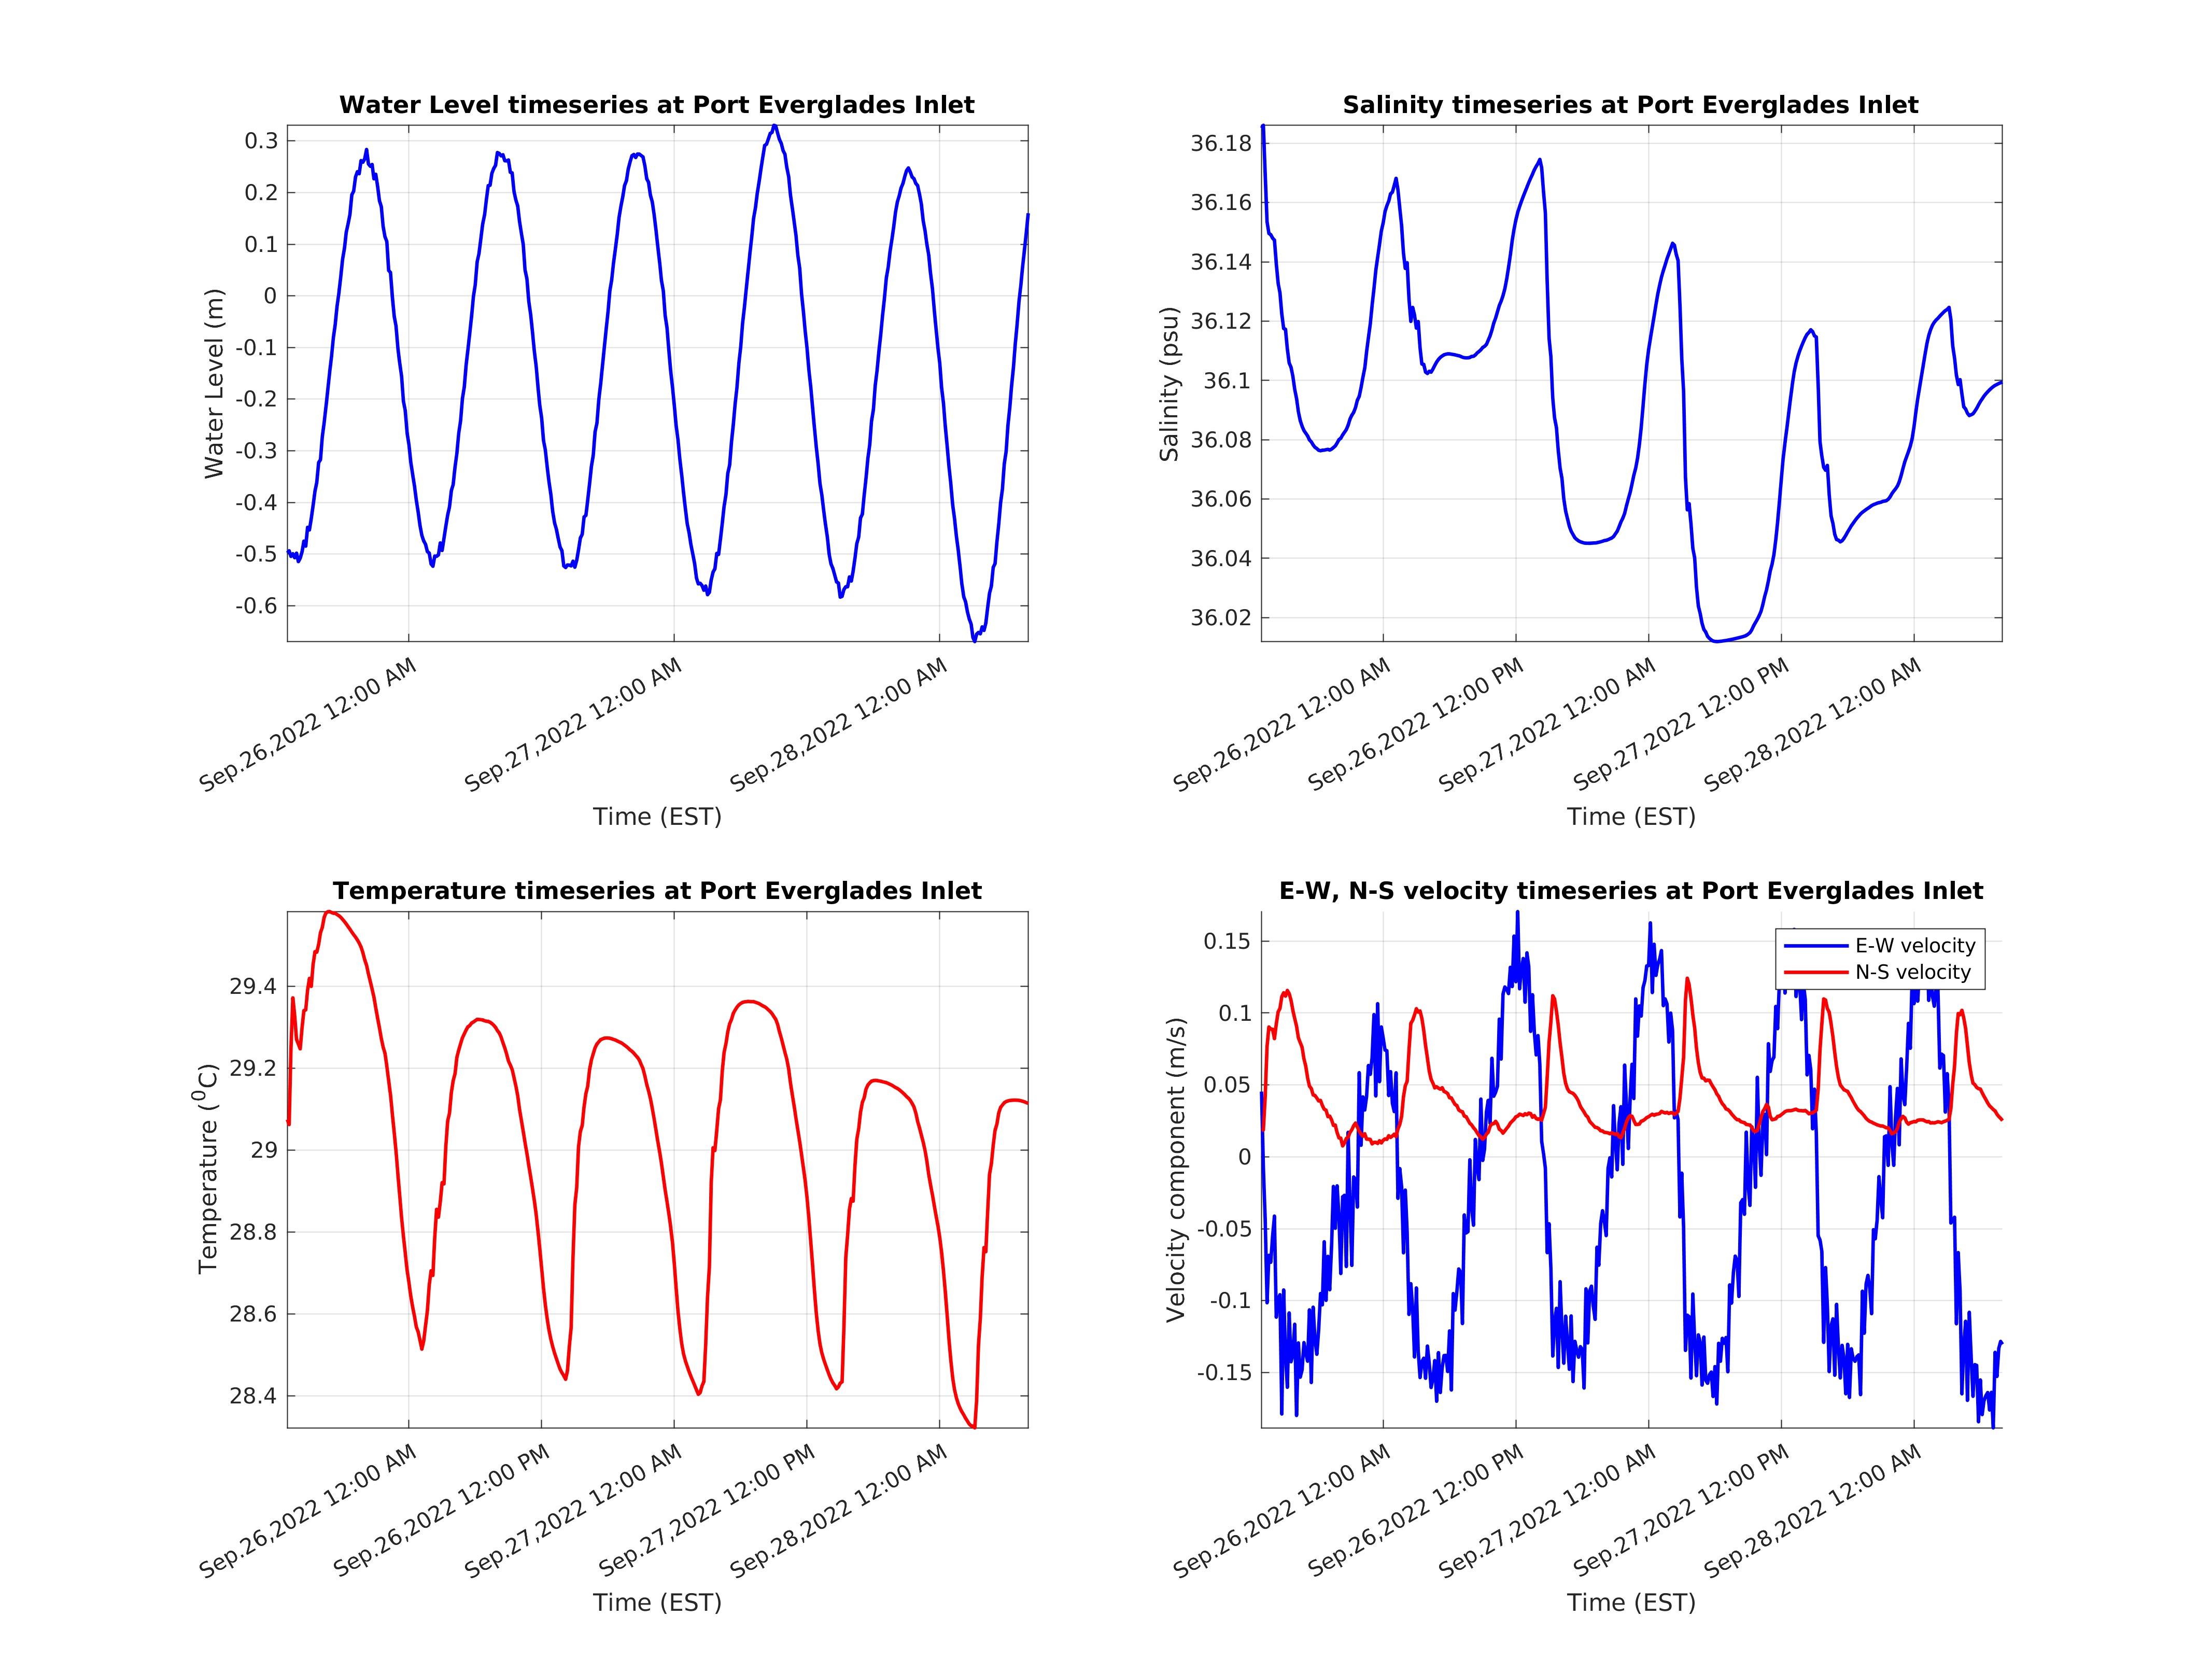 Water Level timeseries at Port Everglades Inlet
Water Level (m)
0.3
0.2
0.1
0
-0.1
-0.2
-0.3
-0.4
-0.5
-0.6
Sep.26,2022 12:00 AM
Sep.27,2022 12:00 AM
Sep.28,2022 12:00 AM
Time (EST)
Salinity timeseries at Port Everglades Inlet
Salinity (psu)
36.18
36.16
36.14
36.12
36.1
36.08
36.06
36.04
36.02
Sep.26,2022 12:00 AM
Sep.26,2022 12:00 PM
Sep.27,2022 12:00 AM
Sep.27,2022 12:00 PM
Sep.28,2022 12:00 AM
Time (EST)
Temperature timeseries at Port Everglades Inlet
Temperature (⁰C)
29.4
29.2
29
28.8
28.6
28.4
Sep.26,2022 12:00 AM
Sep.26,2022 12:00 PM
Sep.27,2022 12:00 AM
Sep.27,2022 12:00 PM
Sep.28,2022 12:00 AM
Time (EST)
E-W, N-S velocity timeseries at Port Everglades Inlet
Velocity component (m/s)
0.15
0.1
0.05
0
-0.05
-0.1
-0.15
E-W velocity
N-S velocity
Sep.26,2022 12:00 AM
Sep.26,2022 12:00 PM
Sep.27,2022 12:00 AM
Sep.27,2022 12:00 PM
Sep.28,2022 12:00 AM
Time (EST)